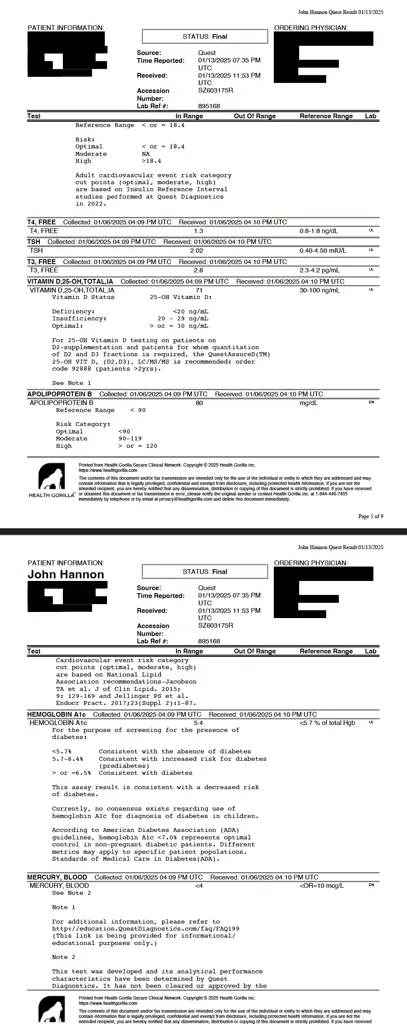 John Hannon Quest Result 01/13/2025
PATIENT INFORMATION:
STATUS: Final
ORDERING PHYSICIAN:
Source: Quest
Time Reported: 01/13/2025 07:35 PM UTC
Received: 01/13/2025 11:53 PM UTC
Accession Number: SZ603175R
Lab Ref #: 895168
Test In Range Out Of Range Reference Range Lab
Reference Range < or = 18.4
Risk:
Optimal < or = 18.4
Moderate NA
High >18.4
Adult cardiovascular event risk category
cut points (optimal, moderate, high)
are based on Insulin Reference Interval
studies performed at Quest Diagnostics
in 2022.
T4, FREE Collected: 01/06/2025 04:09 PM UTC Received: 01/07/2025 04:10 PM UTC
T4, FREE 1.3 0.8-1.8 ng/dL UL
TSH Collected: 01/06/2025 04:09 PM UTC Received: 01/07/2025 04:10 PM UTC
TSH 2.02 0.40-4.50 mIU/L UL
T3, FREE Collected: 01/06/2025 04:09 PM UTC Received: 01/07/2025 04:10 PM UTC
T3, FREE 2.8 2.3-4.2 pg/mL UL
VITAMIN D,25-OH,TOTAL,IA Collected: 01/06/2025 04:09 PM UTC Received: 01/07/2025 04:10 PM UTC
VITAMIN D,25-OH,TOTAL,IA 71 30-100 ng/mL UL
Vitamin D Status 25-OH Vitamin D:
Deficiency: <20 ng/mL
Insufficiency: 20 - 29 ng/mL
Optimal: > or = 30 ng/mL
For 25-OH Vitamin D testing on patients on
D2-supplementation and patients for whom quantitation
of D2 and D3 fractions is required, the QuestAssureD(TM)
25-OH VIT D, (D2,D3), LC/MS/MS is recommended: order
code 92888 (patients >2yrs).
See Note 1
APOLIPOPROTEIN B Collected: 01/06/2025 04:09 PM UTC Received: 01/07/2025 04:10 PM UTC
APOLIPOPROTEIN B 80 mg/dL EN
Reference Range < 90
Risk Category:
Optimal <90
Moderate 90-119
High > or = 120
HEALTH GORILLA
Printed from Health Gorilla Secure Clinical Network. Copyright © 2025 Health Gorilla Inc.
https://www.healthgorilla.com
The contents of this document and/or fax transmission are intended only for the use of the individual or entity to which they are addressed and may
contain information that is legally privileged, confidential and exempt from disclosure, including protected health information. If you are not the
intended recipient, you are hereby notified that any dissemination, distribution or copying of this document is strictly prohibited. If you have received
or obtained this document or fax transmission in error, please notify the original sender or contact Health Gorilla Inc. at 1-844-446-7455
immediately by telephone or by email at privacy@healthgorilla.com and delete this document immediately.
Page 5 of 9
John Hannon Quest Result 01/13/2025
PATIENT INFORMATION:
John Hannon
STATUS: Final
ORDERING PHYSICIAN:
Source: Quest
Time Reported: 01/13/2025 07:35 PM UTC
Received: 01/13/2025 11:53 PM UTC
Accession Number: SZ603175R
Lab Ref #: 895168
Test In Range Out Of Range Reference Range Lab
Cardiovascular event risk category
cut points (optimal, moderate, high)
are based on National Lipid
Association recommendations-Jacobson
TA et al. J of Clin Lipid. 2015;
9: 129-169 and Jellinger PS et al.
Endocr Pract. 2017;23(Suppl 2):1-87.
HEMOGLOBIN A1c Collected: 01/06/2025 04:09 PM UTC Received: 01/07/2025 04:10 PM UTC
HEMOGLOBIN A1c 5.4 <5.7 % of total Hgb UL
For the purpose of screening for the presence of
diabetes:
<5.7% Consistent with the absence of diabetes
5.7-6.4% Consistent with increased risk for diabetes
(prediabetes)
> or =6.5% Consistent with diabetes
This assay result is consistent with a decreased risk
of diabetes.
Currently, no consensus exists regarding use of
hemoglobin A1c for diagnosis of diabetes in children.
According to American Diabetes Association (ADA)
guidelines, hemoglobin A1c <7.0% represents optimal
control in non-pregnant diabetic patients. Different
metrics may apply to specific patient populations.
Standards of Medical Care in Diabetes(ADA).
MERCURY, BLOOD Collected: 01/06/2025 04:09 PM UTC Received: 01/07/2025 04:10 PM UTC
MERCURY, BLOOD <4 <OR=10 mcg/L EN
See Note 2
Note 1
For additional information, please refer to
http://education.QuestDiagnostics.com/faq/FAQ199
(This link is being provided for informational/
educational purposes only.)
Note 2
This test was developed and its analytical performance
characteristics have been determined by Quest
Diagnostics. It has not been cleared or approved by the
Printed from Health Gorilla Secure Clinical Network. Copyright © 2025 Health Gorilla Inc.
https://www.healthgorilla.com
The contents of this document and/or fax transmission are intended only for the use of the individual or entity to which they are addressed and may
contain information that is legally privileged, confidential and exempt from disclosure, including protected health information. If you are not the
intended recipient, you are hereby notified that any dissemination, distribution or copying of this document is strictly prohibited. If you have received